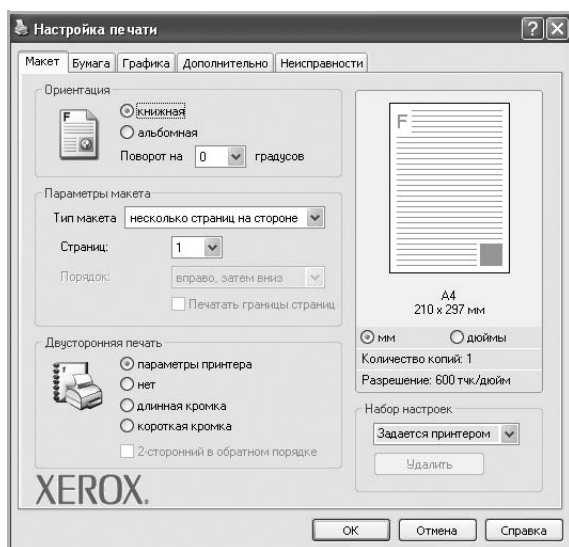 Настройка печати
Макет Бумага Графика Дополнительно Неисправности
Ориентация
F
книжная
альбомная
Поворот на 0 градусов
Параметры макета
Тип макета несколько страниц на стороне
Страниц: 1
Порядок: вправо, затем вниз
Печатать границы страниц
Двусторонняя печать
параметры принтера
нет
длинная кромка
короткая кромка
2-сторонний в обратном порядке
XEROX.
F
A4
210 x 297 мм
мм дюймы
Количество копий: 1
Разрешение: 600 тчк/дюйм
Набор настроек
Задается принтером
Удалить
OK Отмена Справка